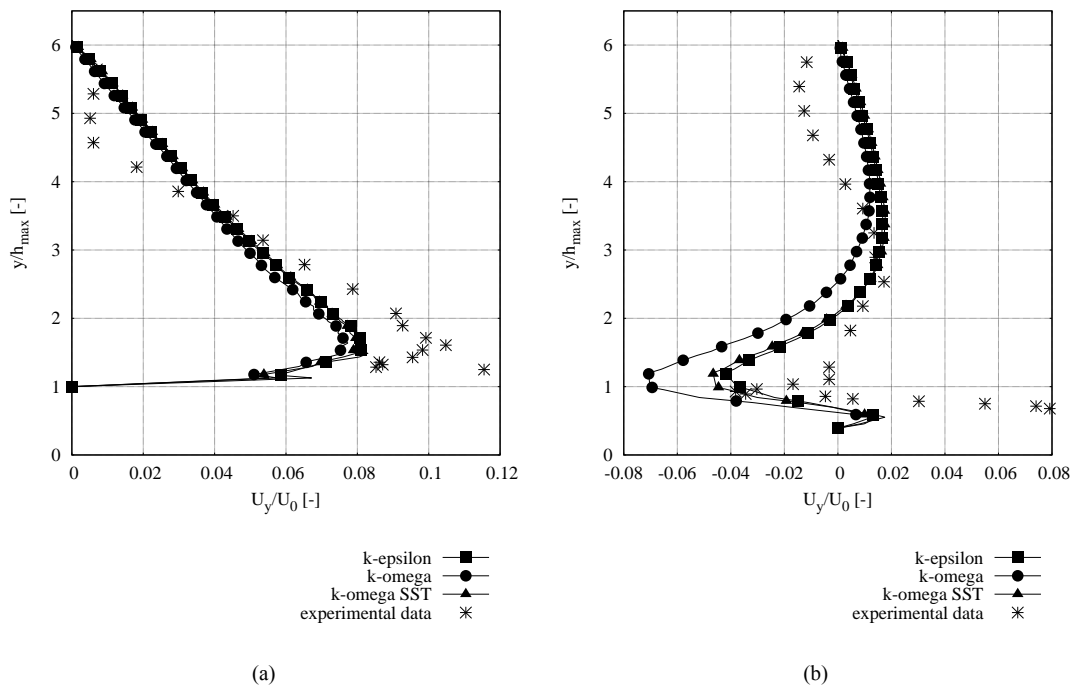 6
5
4
3
2
1
0
y/h_max [-]
0 0.02 0.04 0.06 0.08 0.1 0.12
U_y/U_0 [-]
k-epsilon
k-omega
k-omega SST
experimental data
(a)
6
5
4
3
2
1
0
y/h_max [-]
-0.08 -0.06 -0.04 -0.02 0 0.02 0.04 0.06 0.08
U_y/U_0 [-]
k-epsilon
k-omega
k-omega SST
experimental data
(b)